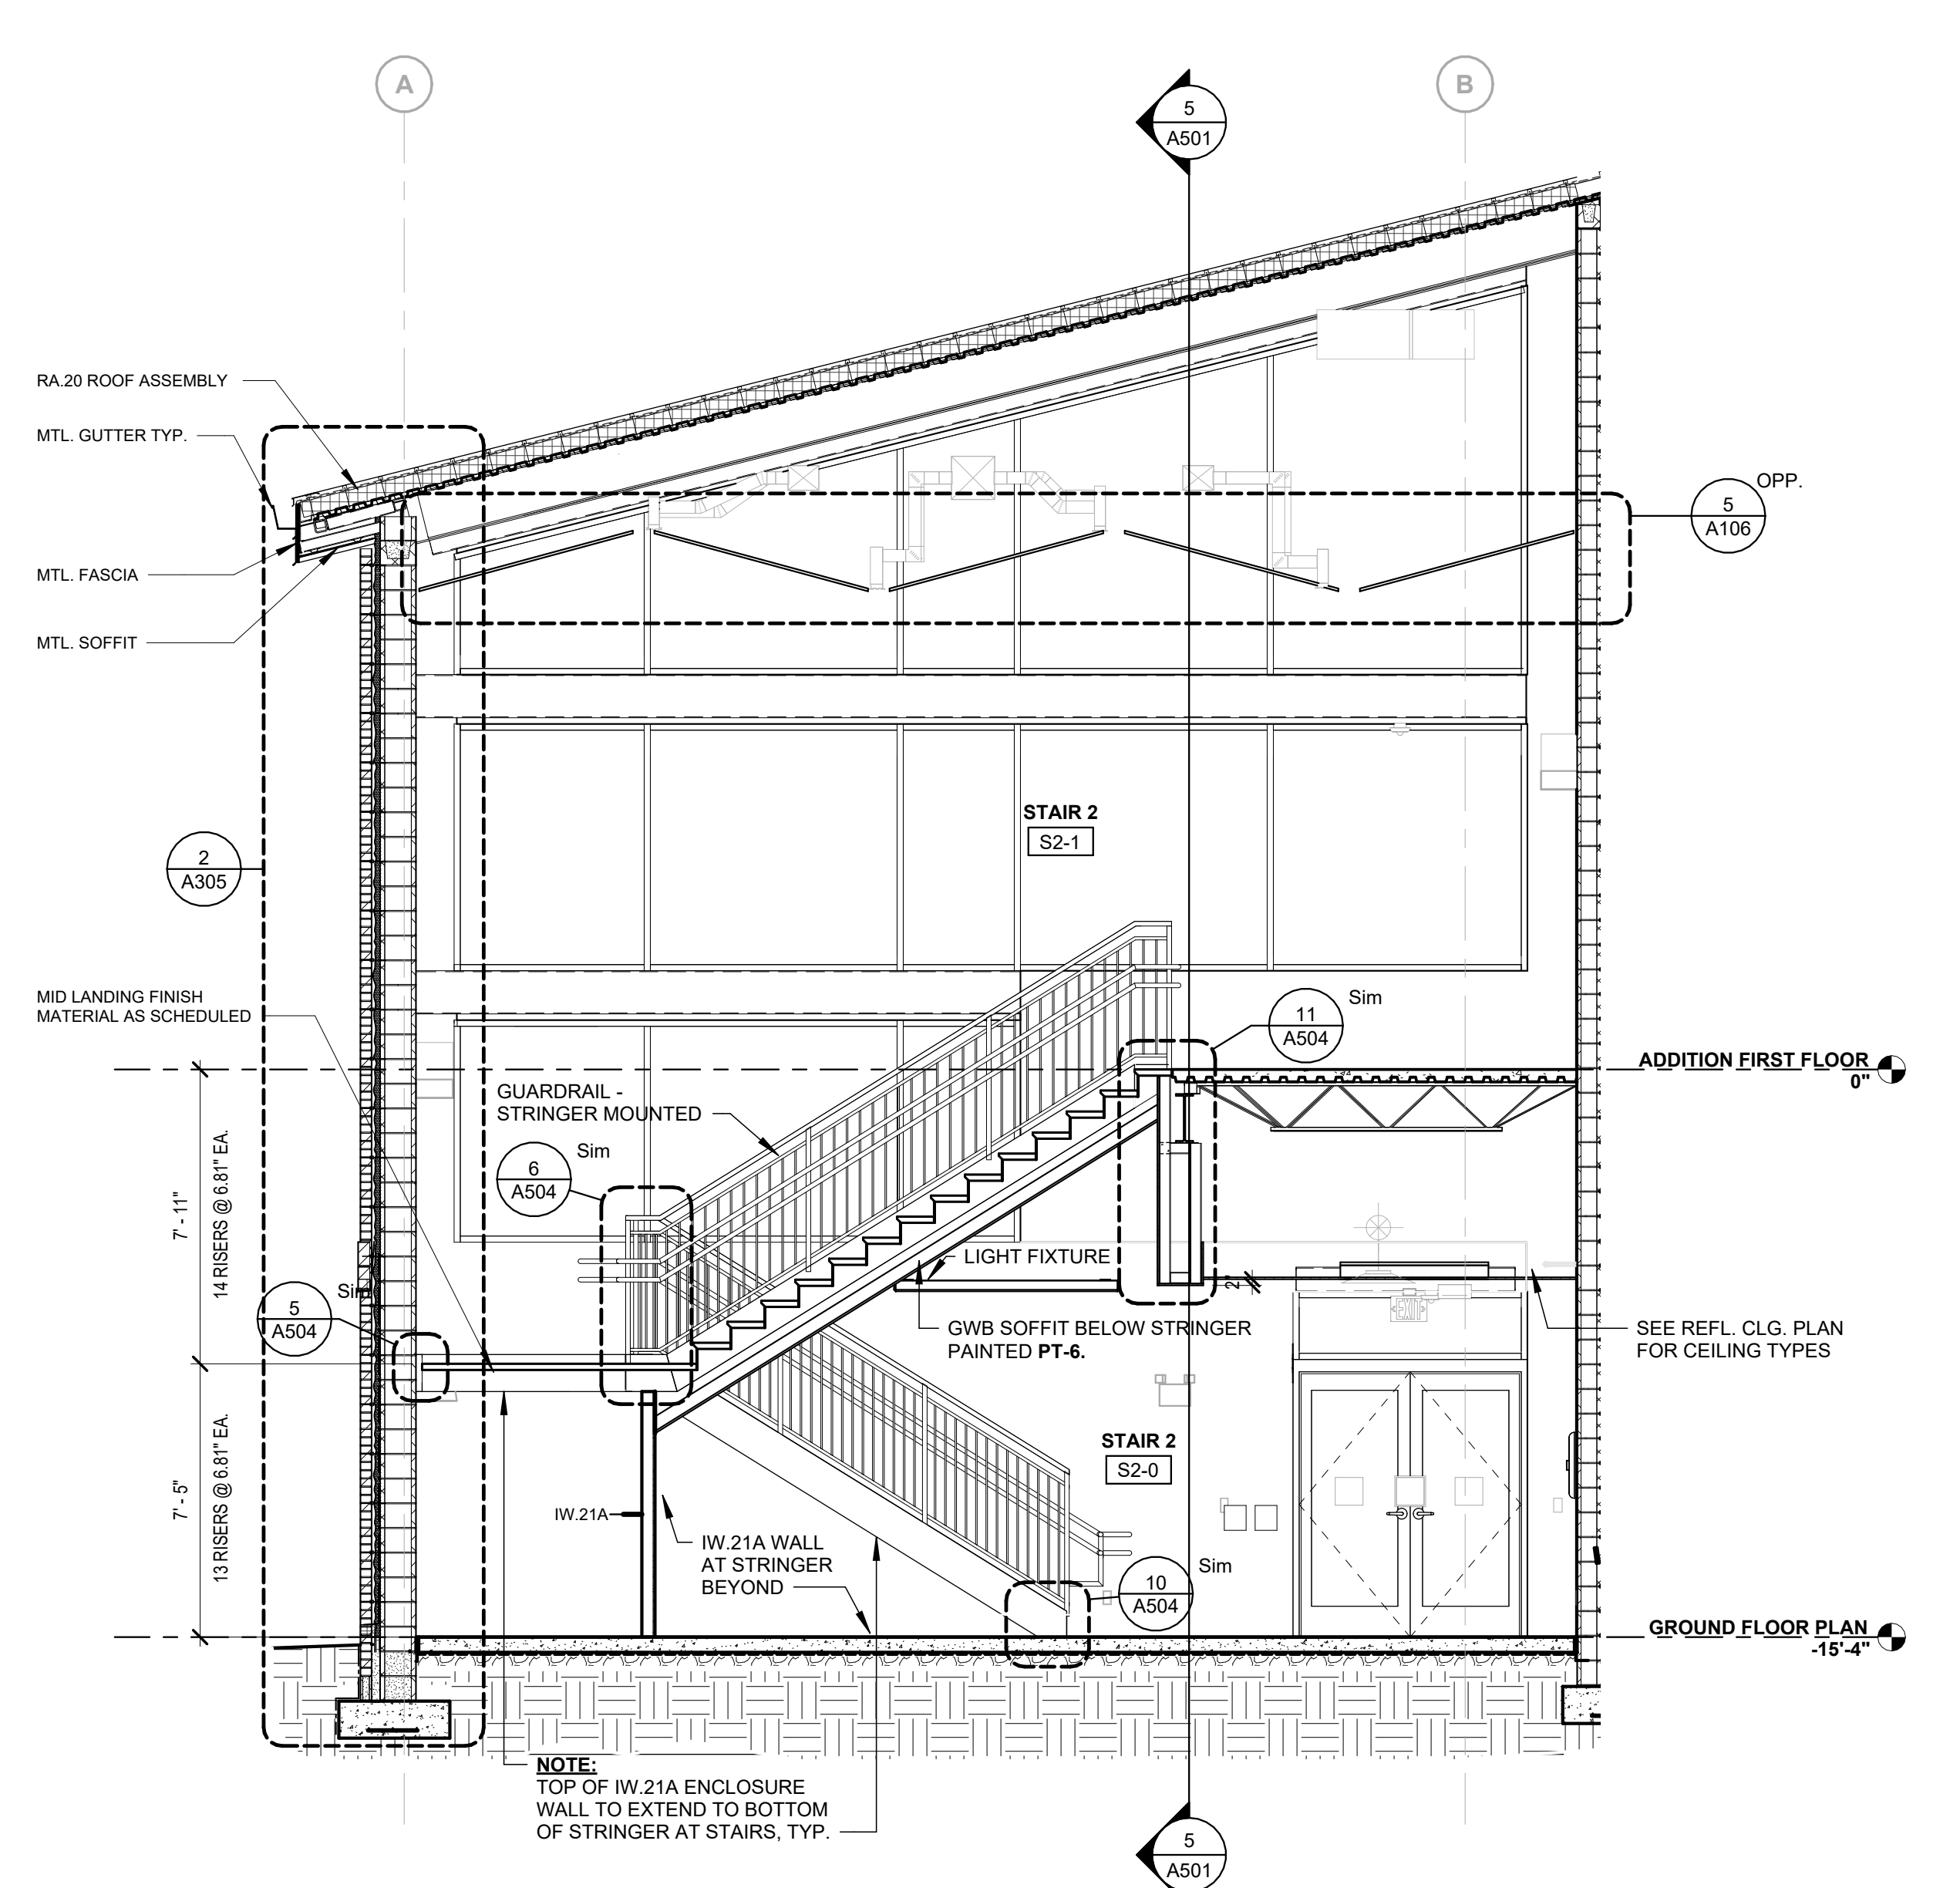 A
B
5
A501
RA.20 ROOF ASSEMBLY
MTL. GUTTER TYP.
OPP.
5
A106
MTL. FASCIA
MTL. SOFFIT
STAIR 2
S2-1
2
A305
MID LANDING FINISH
MATERIAL AS SCHEDULED
Sim
11
A504
ADDITION FIRST FLOOR
0"
GUARDRAIL -
STRINGER MOUNTED
Sim
6
A504
7' - 11"
14 RISERS @ 6.81" EA.
LIGHT FIXTURE
2"
Sim
5
A504
EXIT
GWB SOFFIT BELOW STRINGER
PAINTED PT-6.
SEE REFL. CLG. PLAN
FOR CEILING TYPES
7' - 5"
13 RISERS @ 6.81" EA.
STAIR 2
S2-0
IW.21A
IW.21A WALL
AT STRINGER
BEYOND
Sim
10
A504
GROUND FLOOR PLAN
-15'-4"
NOTE:
TOP OF IW.21A ENCLOSURE
WALL TO EXTEND TO BOTTOM
OF STRINGER AT STAIRS, TYP.
5
A501